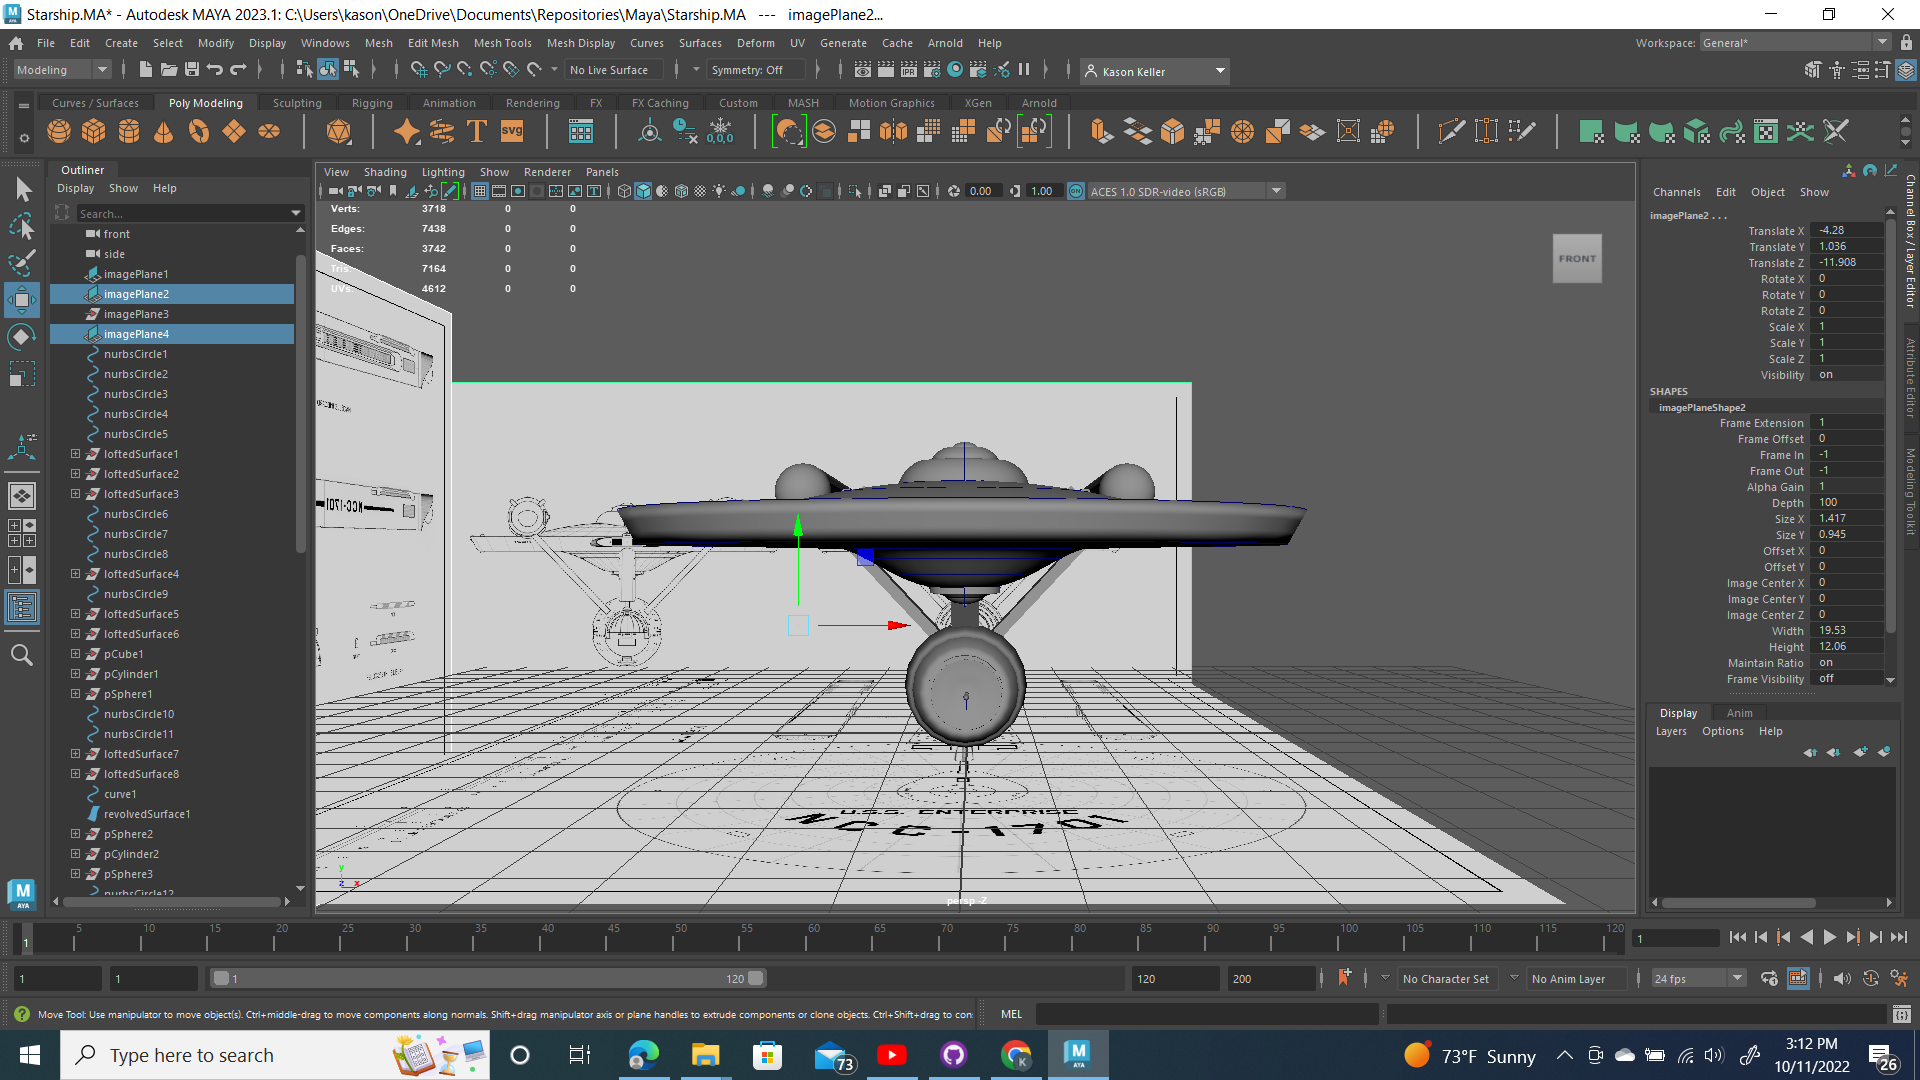 Starship.MA* - Autodesk MAYA 2023.1: C:\Users\kason\OneDrive\Documents\Repositories\Maya\Starship.MA --- imagePlane2...
File Edit Create Select Modify Display Windows Mesh Edit Mesh Mesh Tools Mesh Display Curves Surfaces Deform UV Generate Cache Arnold Help
Workspace: General*
Modeling
No Live Surface
Symmetry: Off
IPR
Kason Keller
Curves / Surfaces Poly Modeling Sculpting Rigging Animation Rendering FX FX Caching Custom MASH Motion Graphics XGen Arnold
SVG
0,0,0
Outliner
Display Show Help
Search...
front
side
imagePlane1
imagePlane2
imagePlane3
imagePlane4
nurbsCircle1
nurbsCircle2
nurbsCircle3
nurbsCircle4
nurbsCircle5
loftedSurface1
loftedSurface2
loftedSurface3
nurbsCircle6
nurbsCircle7
nurbsCircle8
loftedSurface4
nurbsCircle9
loftedSurface5
loftedSurface6
pCube1
pCylinder1
pSphere1
nurbsCircle10
nurbsCircle11
loftedSurface7
loftedSurface8
curve1
revolvedSurface1
pSphere2
pCylinder2
pSphere3
nurbsCircle12
View Shading Lighting Show Renderer Panels
0.00
1.00
ON
ACES 1.0 SDR-video (sRGB)
Verts: 3718 0 0
Edges: 7438 0 0
Faces: 3742 0 0
Tris: 7164 0 0
UVs: 4612 0 0
FRONT
NCC-1701
U.S.S. ENTERPRISE
NCC-1701
y
z x
persp -Z
Channels Edit Object Show
imagePlane2 . . .
Translate X -4.28
Translate Y 1.036
Translate Z -11.908
Rotate X 0
Rotate Y 0
Rotate Z 0
Scale X 1
Scale Y 1
Scale Z 1
Visibility on
SHAPES
imagePlaneShape2
Frame Extension 1
Frame Offset 0
Frame In -1
Frame Out -1
Alpha Gain 1
Depth 100
Size X 1.417
Size Y 0.945
Offset X 0
Offset Y 0
Image Center X 0
Image Center Y 0
Image Center Z 0
Width 19.53
Height 12.06
Maintain Ratio on
Frame Visibility off
Display Anim
Layers Options Help
Channel Box / Layer Editor
Attribute Editor
Modeling Toolkit
M
AYA
1 5 10 15 20 25 30 35 40 45 50 55 60 65 70 75 80 85 90 95 100 105 110 115 120
1
1 1 1 120 120 200
No Character Set
No Anim Layer
24 fps
Move Tool: Use manipulator to move object(s). Ctrl+middle-drag to move components along normals. Shift+drag manipulator axis or plane handles to extrude components or clone objects. Ctrl+Shift+drag to con
MEL
Type here to search
73
K
M
AYA
73°F Sunny
3:12 PM
10/11/2022
26